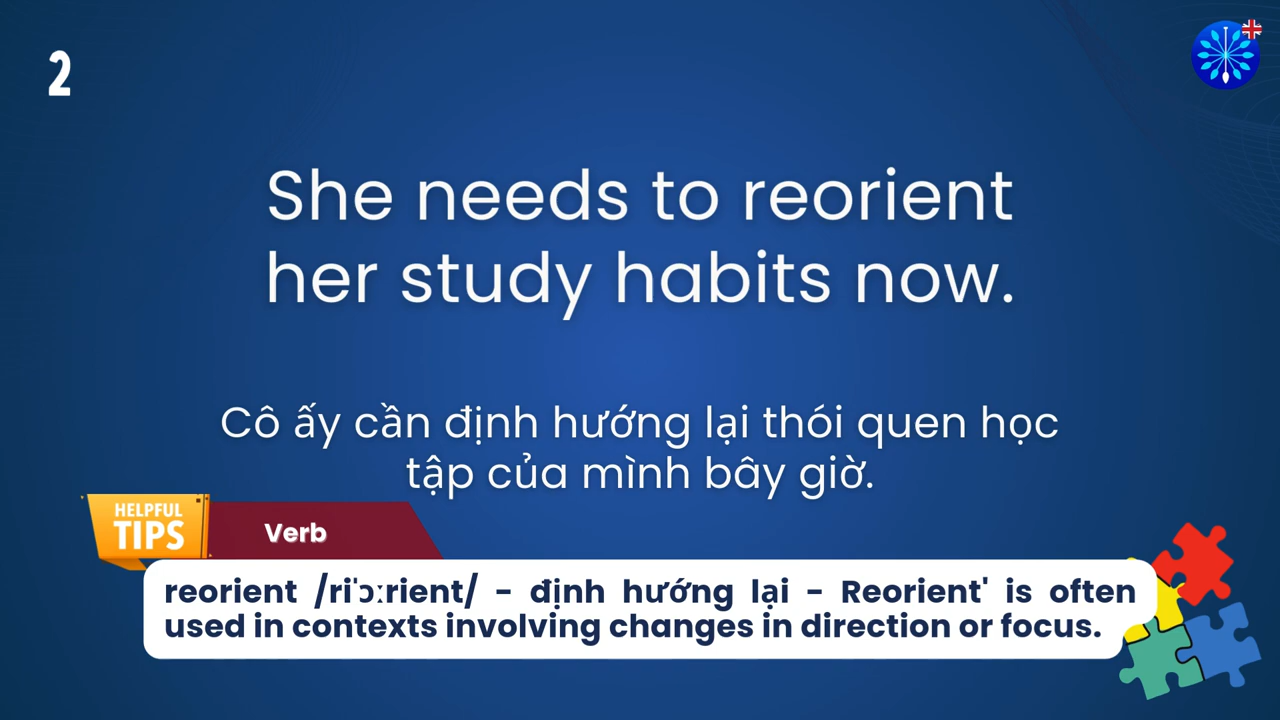 2
She needs to reorient
her study habits now.
Cô ấy cần định hướng lại thói quen học
tập của mình bây giờ.
HELPFUL
TIPS
Verb
reorient /ri'ɔːrient/ - định hướng lại - Reorient' is often
used in contexts involving changes in direction or focus.